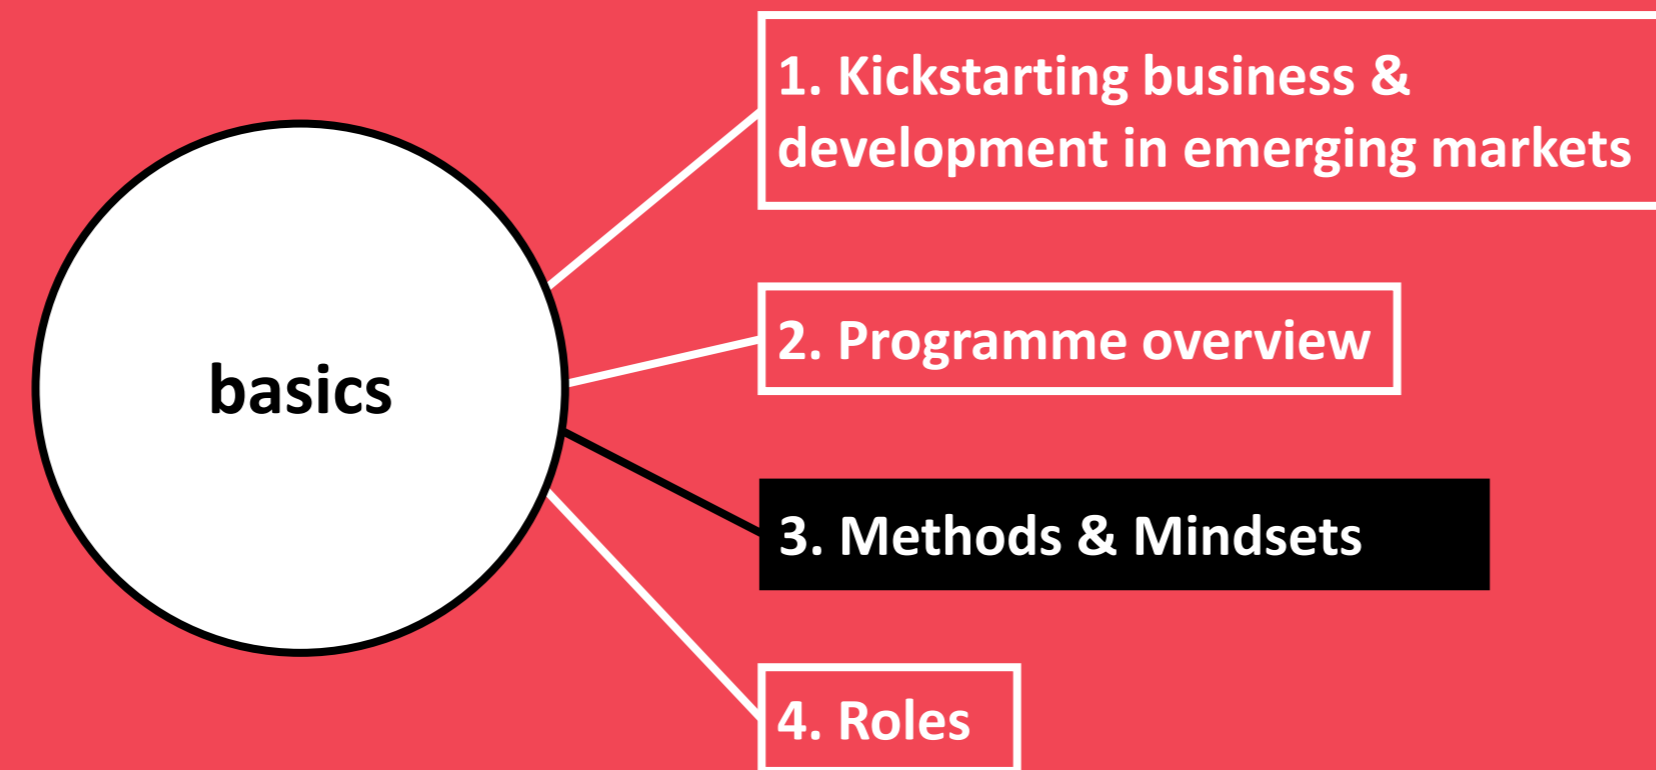 1. Kickstarting business &
development in emerging markets
basics
2. Programme overview
3. Methods & Mindsets
4. Roles